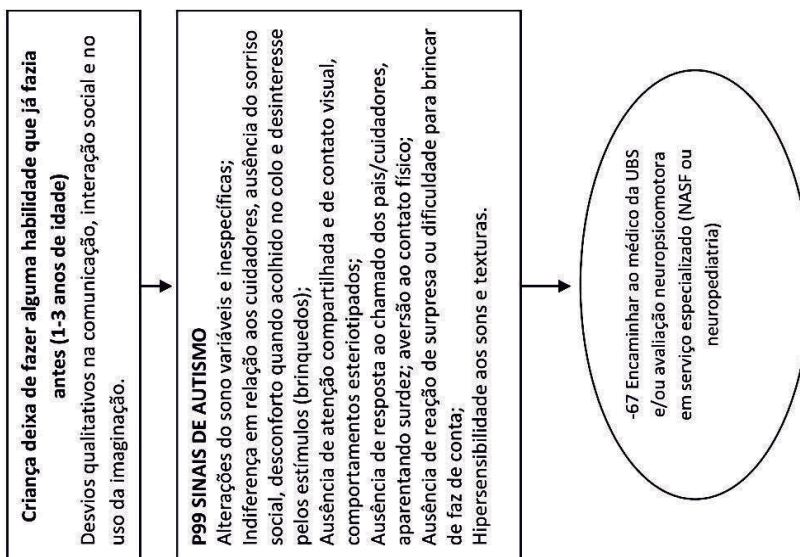 Criança deixa de fazer alguma habilidade que já fazia
antes (1-3 anos de idade)
Desvios qualitativos na comunicação, interação social e no
uso da imaginação.
P99 SINAIS DE AUTISMO
Alterações do sono variáveis e inespecíficas;
Indiferença em relação aos cuidadores, ausência do sorriso
social, desconforto quando acolhido no colo e desinteresse
pelos estímulos (brinquedos);
Ausência de atenção compartilhada e de contato visual,
comportamentos esteriotipados;
Ausência de resposta ao chamado dos pais/cuidadores,
aparentando surdez; aversão ao contato físico;
Ausência de reação de surpresa ou dificuldade para brincar
de faz de conta;
Hipersensibilidade aos sons e texturas.
-67 Encaminhar ao médico da UBS
e/ou avaliação neuropsicomotora
em serviço especializado (NASF ou
neuropediatria)